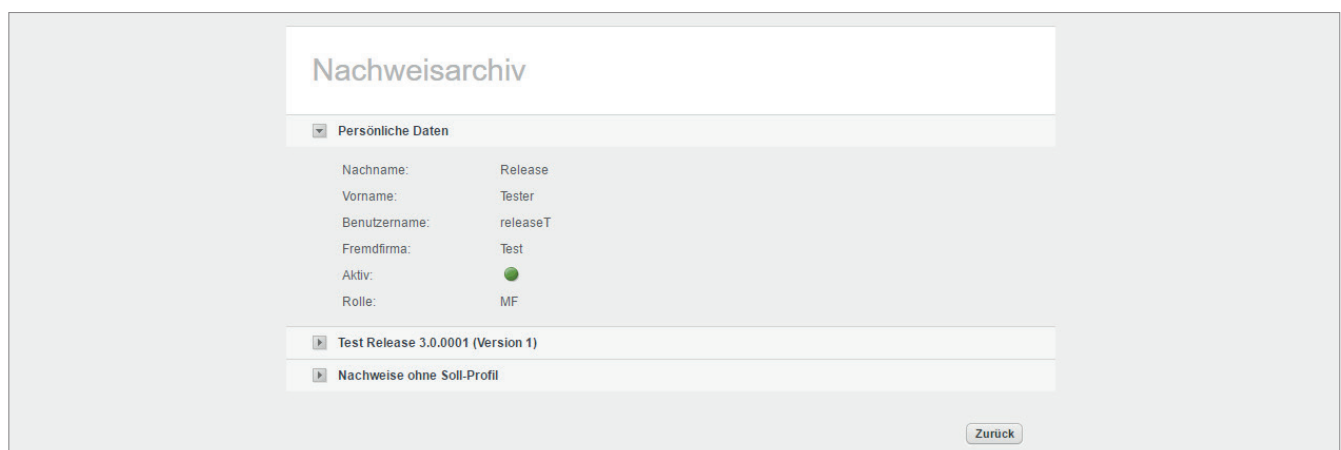 Nachweisarchiv
Persönliche Daten
Nachname: Release
Vorname: Tester
Benutzername: releaseT
Fremdfirma: Test
Aktiv:
Rolle: MF
Test Release 3.0.0001 (Version 1)
Nachweise ohne Soll-Profil
Zurück